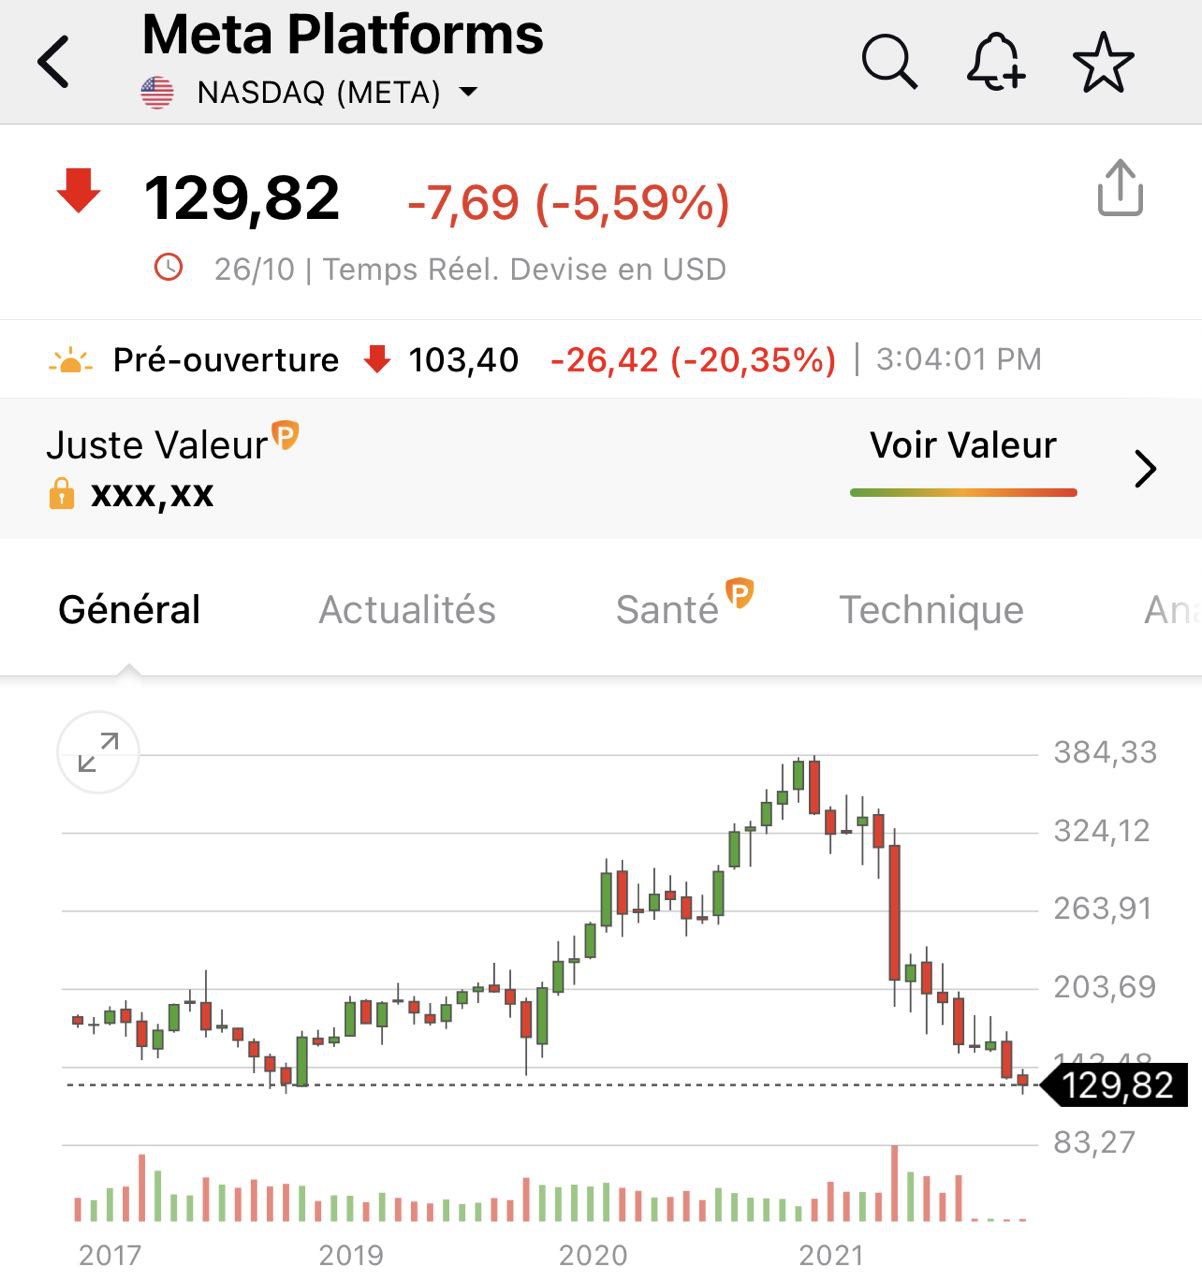 Meta Platforms
NASDAQ (META)
129,82 -7,69 (-5,59%)
26/10 | Temps Réel. Devise en USD
Pré-ouverture 103,40 -26,42 (-20,35%) | 3:04:01 PM
Juste Valeur P
xxx,xx
Voir Valeur
Général Actualités Santé P Technique An
384,33
324,12
263,91
203,69
143,48
129,82
83,27
2017 2019 2020 2021